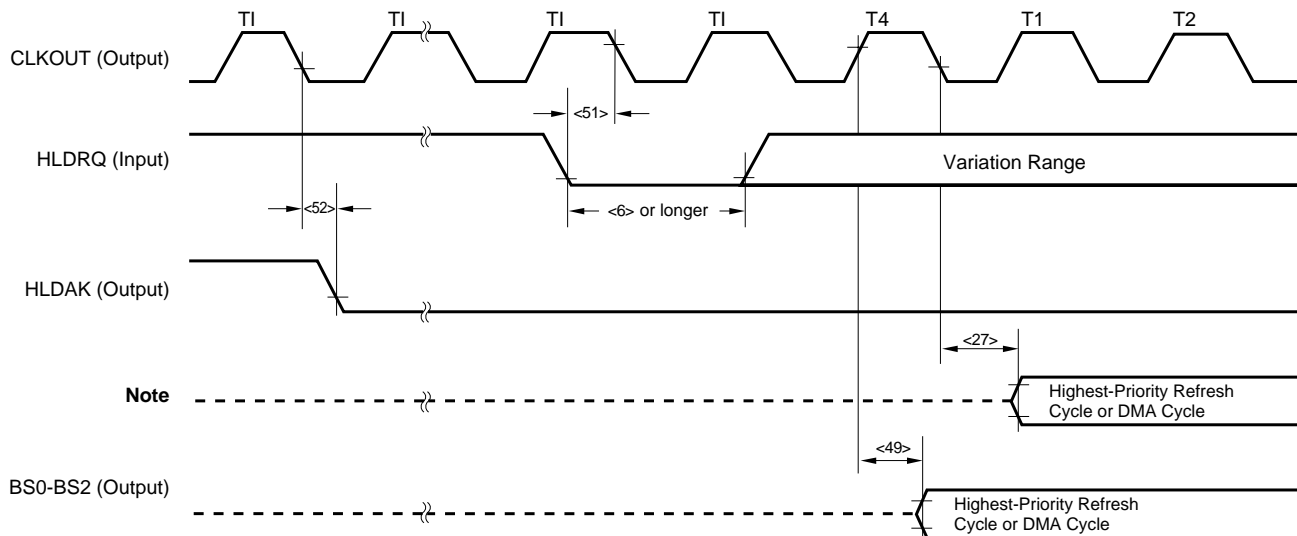 TI TI TI TI T4 T1 T2
CLKOUT (Output)
<51>
HLDRQ (Input)
Variation Range
<52>
<6> or longer
HLDAK (Output)
<27>
Note
Highest-Priority Refresh
Cycle or DMA Cycle
<49>
BS0-BS2 (Output)
Highest-Priority Refresh
Cycle or DMA Cycle